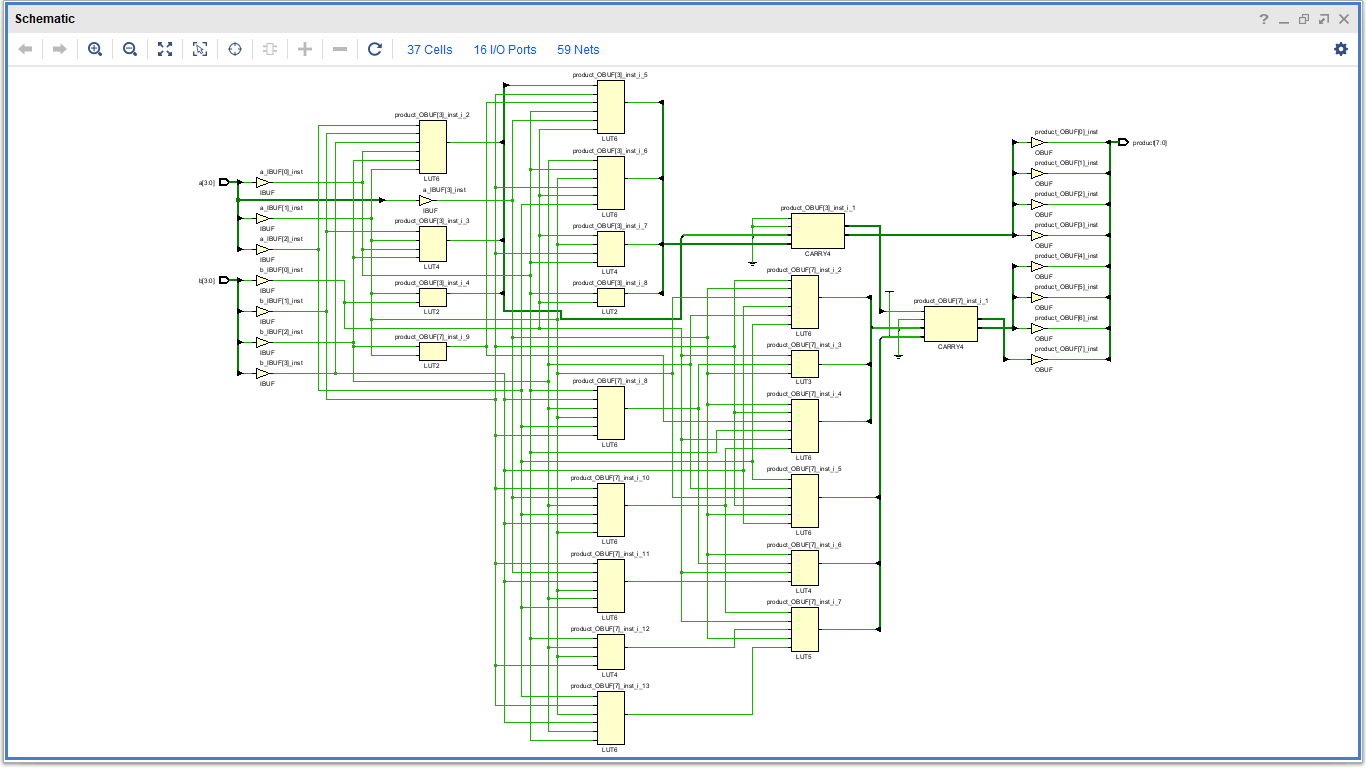 Schematic
37 Cells 16 I/O Ports 59 Nets
a[3:0]
b[3:0]
a_IBUF[0]_inst
IBUF
a_IBUF[1]_inst
IBUF
a_IBUF[2]_inst
IBUF
b_IBUF[0]_inst
IBUF
b_IBUF[1]_inst
IBUF
b_IBUF[2]_inst
IBUF
b_IBUF[3]_inst
IBUF
product_OBUF[3]_inst_i_2
LUT6
a_IBUF[3]_inst
IBUF
product_OBUF[3]_inst_i_3
LUT4
product_OBUF[3]_inst_i_4
LUT2
product_OBUF[7]_inst_i_9
LUT2
product_OBUF[3]_inst_i_5
LUT6
product_OBUF[3]_inst_i_6
LUT6
product_OBUF[3]_inst_i_7
LUT4
product_OBUF[3]_inst_i_8
LUT2
product_OBUF[7]_inst_i_8
LUT6
product_OBUF[7]_inst_i_10
LUT6
product_OBUF[7]_inst_i_11
LUT6
product_OBUF[7]_inst_i_12
LUT4
product_OBUF[7]_inst_i_13
LUT6
product_OBUF[3]_inst_i_1
CARRY4
product_OBUF[7]_inst_i_2
LUT6
product_OBUF[7]_inst_i_3
LUT3
product_OBUF[7]_inst_i_4
LUT6
product_OBUF[7]_inst_i_5
LUT6
product_OBUF[7]_inst_i_6
LUT4
product_OBUF[7]_inst_i_7
LUT5
product_OBUF[7]_inst_i_1
CARRY4
product_OBUF[0]_inst
OBUF
product_OBUF[1]_inst
OBUF
product_OBUF[2]_inst
OBUF
product_OBUF[3]_inst
OBUF
product_OBUF[4]_inst
OBUF
product_OBUF[5]_inst
OBUF
product_OBUF[6]_inst
OBUF
product_OBUF[7]_inst
OBUF
product[7:0]